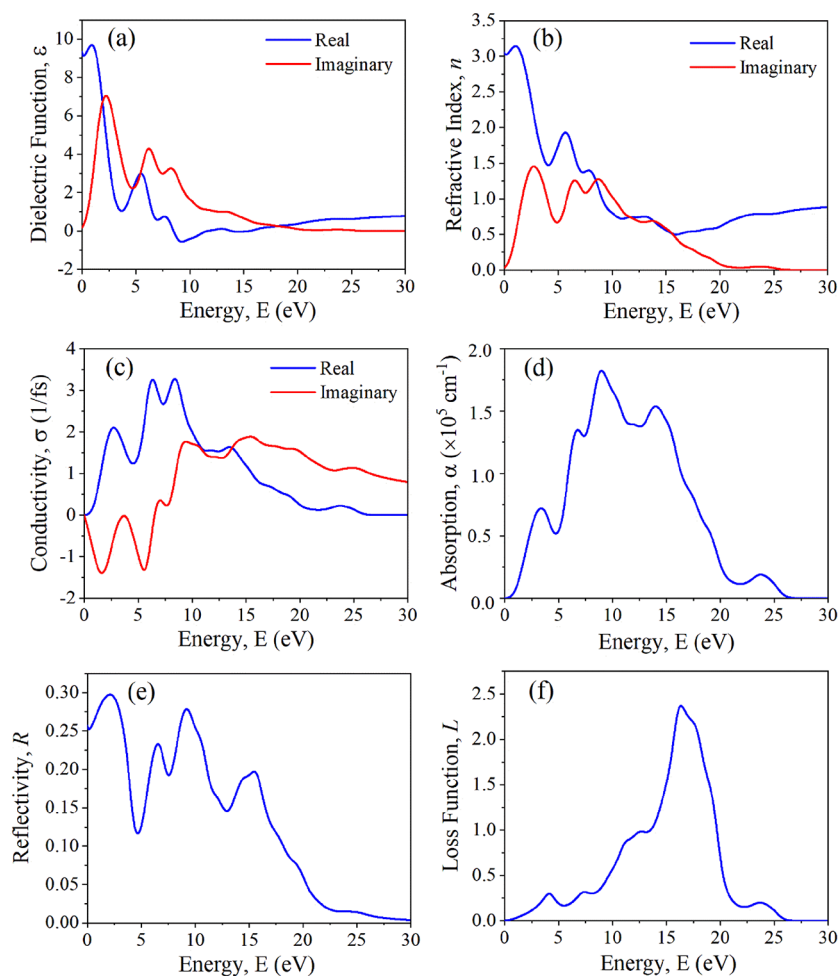 (a)
Real
Imaginary
Dielectric Function, ε
10
8
6
4
2
0
-2
0 5 10 15 20 25 30
Energy, E (eV)
(b)
Real
Imaginary
Refractive Index, n
3.5
3.0
2.5
2.0
1.5
1.0
0.5
0.0
0 5 10 15 20 25 30
Energy, E (eV)
(c)
Real
Imaginary
Conductivity, σ (1/fs)
4
3
2
1
0
-1
-2
0 5 10 15 20 25 30
Energy, E (eV)
(d)
Absorption, α (×10⁵ cm⁻¹)
2.0
1.5
1.0
0.5
0.0
0 5 10 15 20 25 30
Energy, E (eV)
(e)
Reflectivity, R
0.30
0.25
0.20
0.15
0.10
0.05
0.00
0 5 10 15 20 25 30
Energy, E (eV)
(f)
Loss Function, L
2.5
2.0
1.5
1.0
0.5
0.0
0 5 10 15 20 25 30
Energy, E (eV)